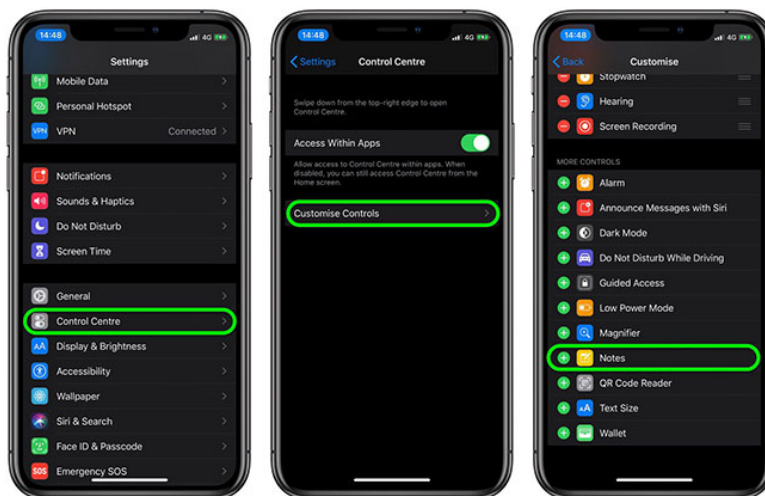 14:48
4G
Settings
Mobile Data
Personal Hotspot
VPN
VPN
Connected
Notifications
Sounds & Haptics
Do Not Disturb
Screen Time
General
Control Centre
AA
Display & Brightness
Accessibility
Wallpaper
Siri & Search
Face ID & Passcode
SOS
Emergency SOS
14:48
4G
Settings
Control Centre
Swipe down from the top-right edge to open
Control Centre.
Access Within Apps
Allow access to Control Centre within apps. When
disabled, you can still access Control Centre from the
Home screen.
Customise Controls
14:48
4G
Back
Customise
Stopwatch
Hearing
Screen Recording
MORE CONTROLS
Alarm
Announce Messages with Siri
Dark Mode
Do Not Disturb While Driving
Guided Access
Low Power Mode
Magnifier
Notes
QR Code Reader
AA
Text Size
Wallet